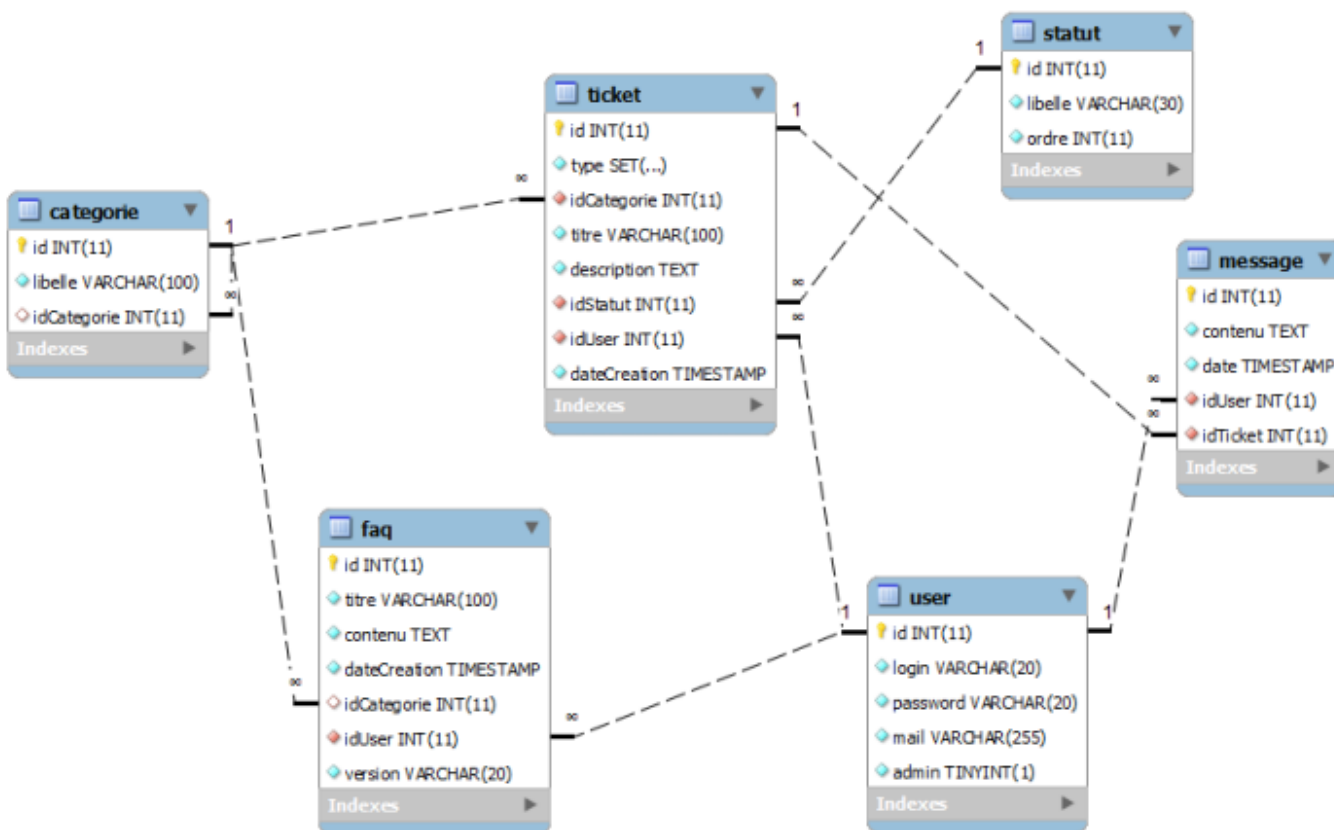 statut
id INT(11)
libelle VARCHAR(30)
ordre INT(11)
Indexes
1
ticket
id INT(11)
type SET(...)
idCategorie INT(11)
titre VARCHAR(100)
description TEXT
idStatut INT(11)
idUser INT(11)
dateCreation TIMESTAMP
Indexes
1
∞
∞
∞
categorie
id INT(11)
libelle VARCHAR(100)
idCategorie INT(11)
Indexes
1
∞
message
id INT(11)
contenu TEXT
date TIMESTAMP
idUser INT(11)
idTicket INT(11)
Indexes
∞
∞
faq
id INT(11)
titre VARCHAR(100)
contenu TEXT
dateCreation TIMESTAMP
idCategorie INT(11)
idUser INT(11)
version VARCHAR(20)
Indexes
∞
∞
user
id INT(11)
login VARCHAR(20)
password VARCHAR(20)
mail VARCHAR(255)
admin TINYINT(1)
Indexes
1
1